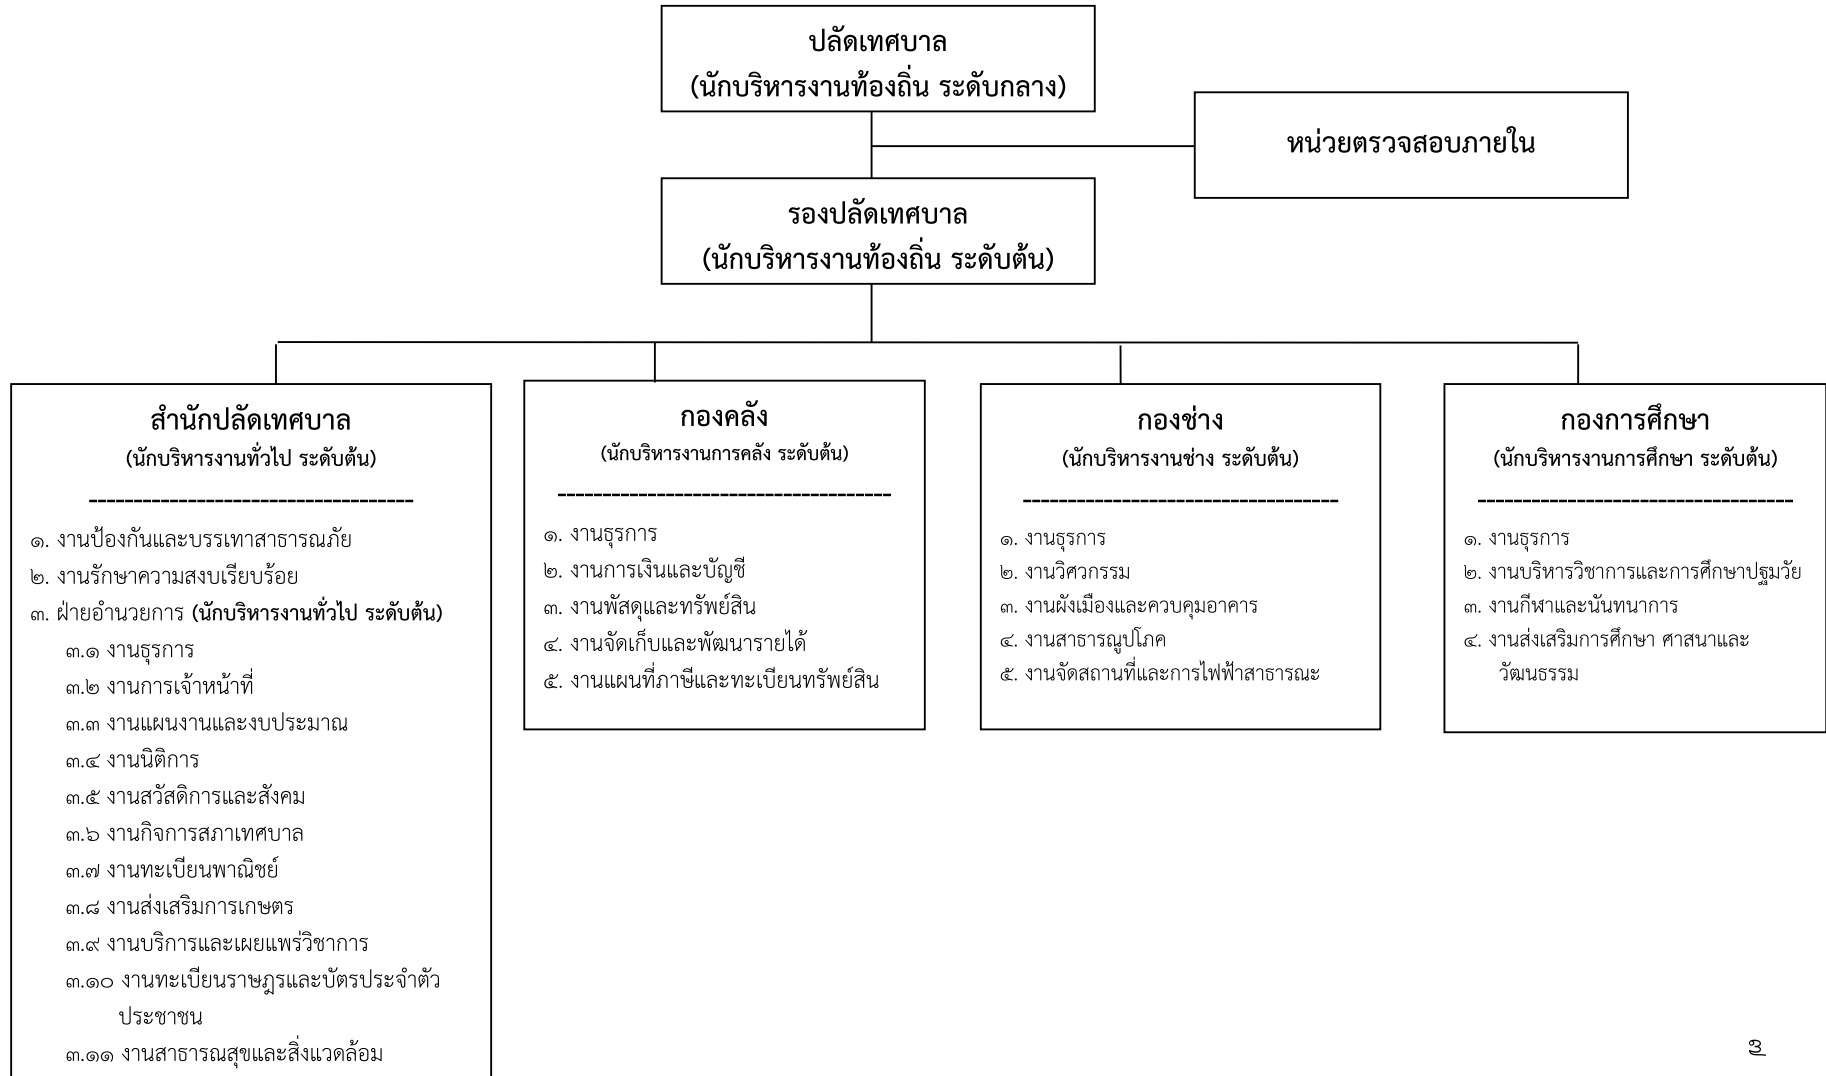 ปลัดเทศบาล
(นักบริหารงานท้องถิ่น ระดับกลาง)
หน่วยตรวจสอบภายใน
รองปลัดเทศบาล
(นักบริหารงานท้องถิ่น ระดับต้น)
สำนักปลัดเทศบาล
(นักบริหารงานทั่วไป ระดับต้น)
------------------------------------
๑. งานป้องกันและบรรเทาสาธารณภัย
๒. งานรักษาความสงบเรียบร้อย
๓. ฝ่ายอำนวยการ (นักบริหารงานทั่วไป ระดับต้น)
๓.๑ งานธุรการ
๓.๒ งานการเจ้าหน้าที่
๓.๓ งานแผนงานและงบประมาณ
๓.๔ งานนิติการ
๓.๕ งานสวัสดิการและสังคม
๓.๖ งานกิจการสภาเทศบาล
๓.๗ งานทะเบียนพาณิชย์
๓.๘ งานส่งเสริมการเกษตร
๓.๙ งานบริการและเผยแพร่วิชาการ
๓.๑๐ งานทะเบียนราษฎรและบัตรประจำตัว
ประชาชน
๓.๑๑ งานสาธารณสุขและสิ่งแวดล้อม
กองคลัง
(นักบริหารงานการคลัง ระดับต้น)
-------------------------------------
๑. งานธุรการ
๒. งานการเงินและบัญชี
๓. งานพัสดุและทรัพย์สิน
๔. งานจัดเก็บและพัฒนารายได้
๕. งานแผนที่ภาษีและทะเบียนทรัพย์สิน
กองช่าง
(นักบริหารงานช่าง ระดับต้น)
-----------------------------------
๑. งานธุรการ
๒. งานวิศวกรรม
๓. งานผังเมืองและควบคุมอาคาร
๔. งานสาธารณูปโภค
๕. งานจัดสถานที่และการไฟฟ้าสาธารณะ
กองการศึกษา
(นักบริหารงานการศึกษา ระดับต้น)
-----------------------------------
๑. งานธุรการ
๒. งานบริหารวิชาการและการศึกษาปฐมวัย
๓. งานกีฬาและนันทนาการ
๔. งานส่งเสริมการศึกษา ศาสนาและ
วัฒนธรรม